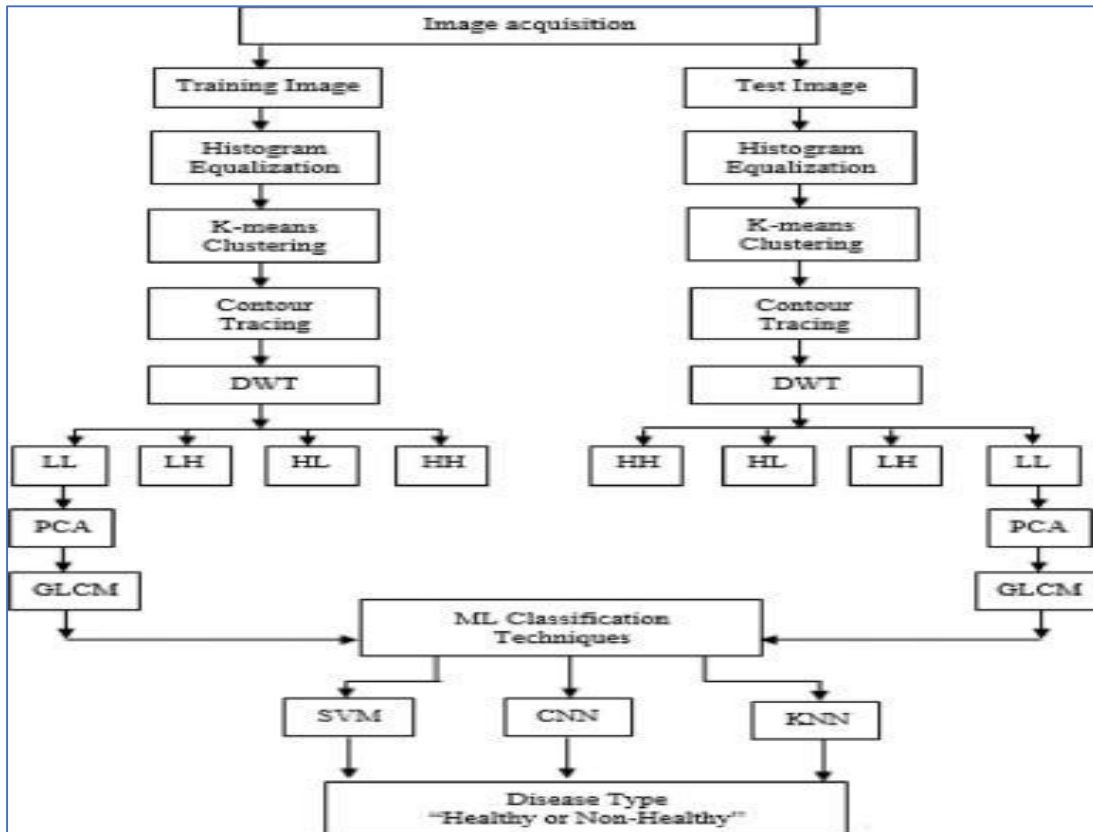 Image acquisition
Training Image
Test Image
Histogram
Equalization
Histogram
Equalization
K-means
Clustering
K-means
Clustering
Contour
Tracing
Contour
Tracing
DWT
DWT
LL
LH
HL
HH
HH
HL
LH
LL
PCA
PCA
GLCM
GLCM
ML Classification
Techniques
SVM
CNN
KNN
Disease Type
“Healthy or Non-Healthy”